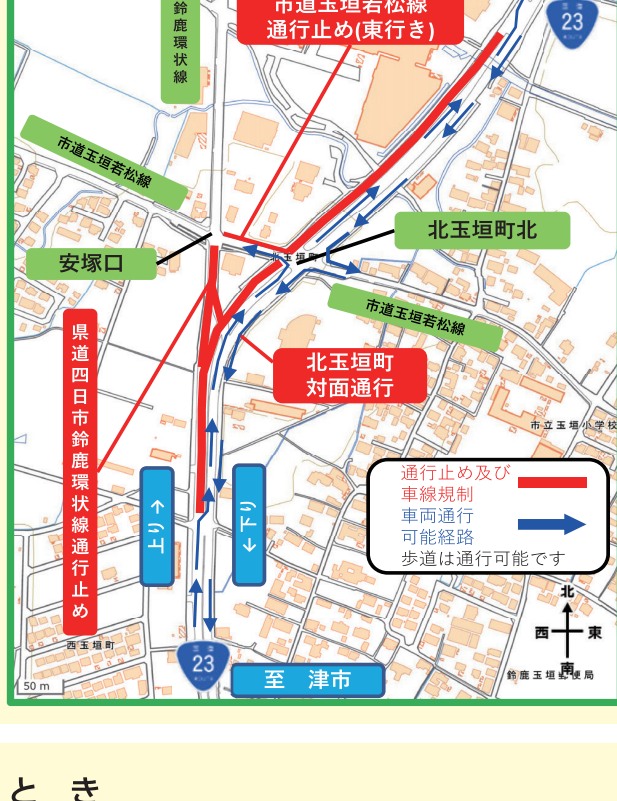 市道玉垣若松線
通行止め(東行き)
鈴鹿環状線
23
市道玉垣若松線
北玉垣町北
安塚口
北玉垣町
市道玉垣若松線
県道四日市鈴鹿環状線通行止め
北玉垣町
対面通行
市立玉垣小学校
上り→
←下り
通行止め及び
車線規制
車両通行
可能経路
歩道は通行可能です
北
西
東
南
西玉垣町
23
至 津市
鈴鹿玉垣郵便局
50 m
とき